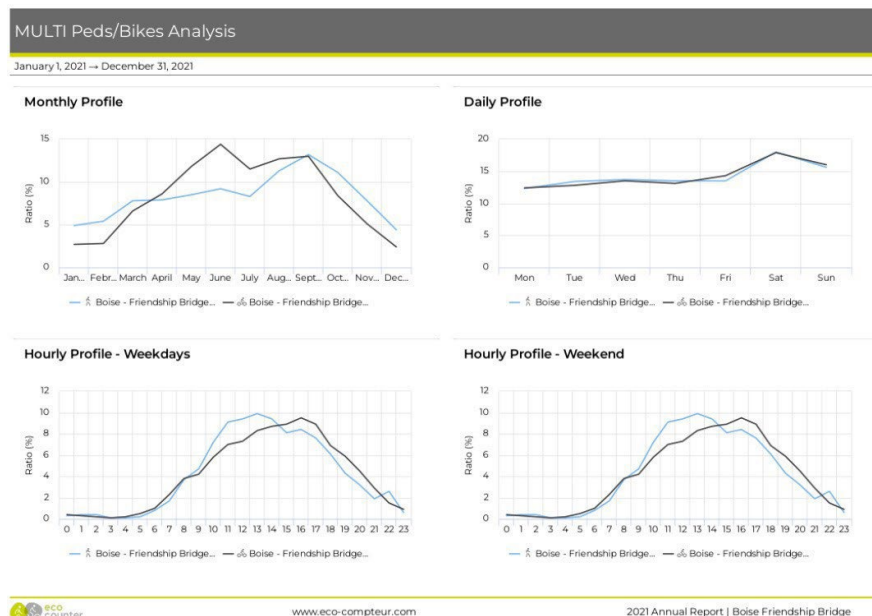 MULTI Peds/Bikes Analysis
January 1, 2021 → December 31, 2021
Monthly Profile
15
10
5
0
Ratio (%)
Jan... Febr... March April May June July Aug... Sept... Oct... Nov... Dec...
Boise - Friendship Bridge... Boise - Friendship Bridge...
Daily Profile
20
15
10
5
0
Ratio (%)
Mon Tue Wed Thu Fri Sat Sun
Boise - Friendship Bridge... Boise - Friendship Bridge...
Hourly Profile - Weekdays
12
10
8
6
4
2
0
Ratio (%)
0 1 2 3 4 5 6 7 8 9 10 11 12 13 14 15 16 17 18 19 20 21 22 23
Boise - Friendship Bridge... Boise - Friendship Bridge...
Hourly Profile - Weekend
12
10
8
6
4
2
0
Ratio (%)
0 1 2 3 4 5 6 7 8 9 10 11 12 13 14 15 16 17 18 19 20 21 22 23
Boise - Friendship Bridge... Boise - Friendship Bridge...
eco
counter
www.eco-compteur.com
2021 Annual Report | Boise Friendship Bridge